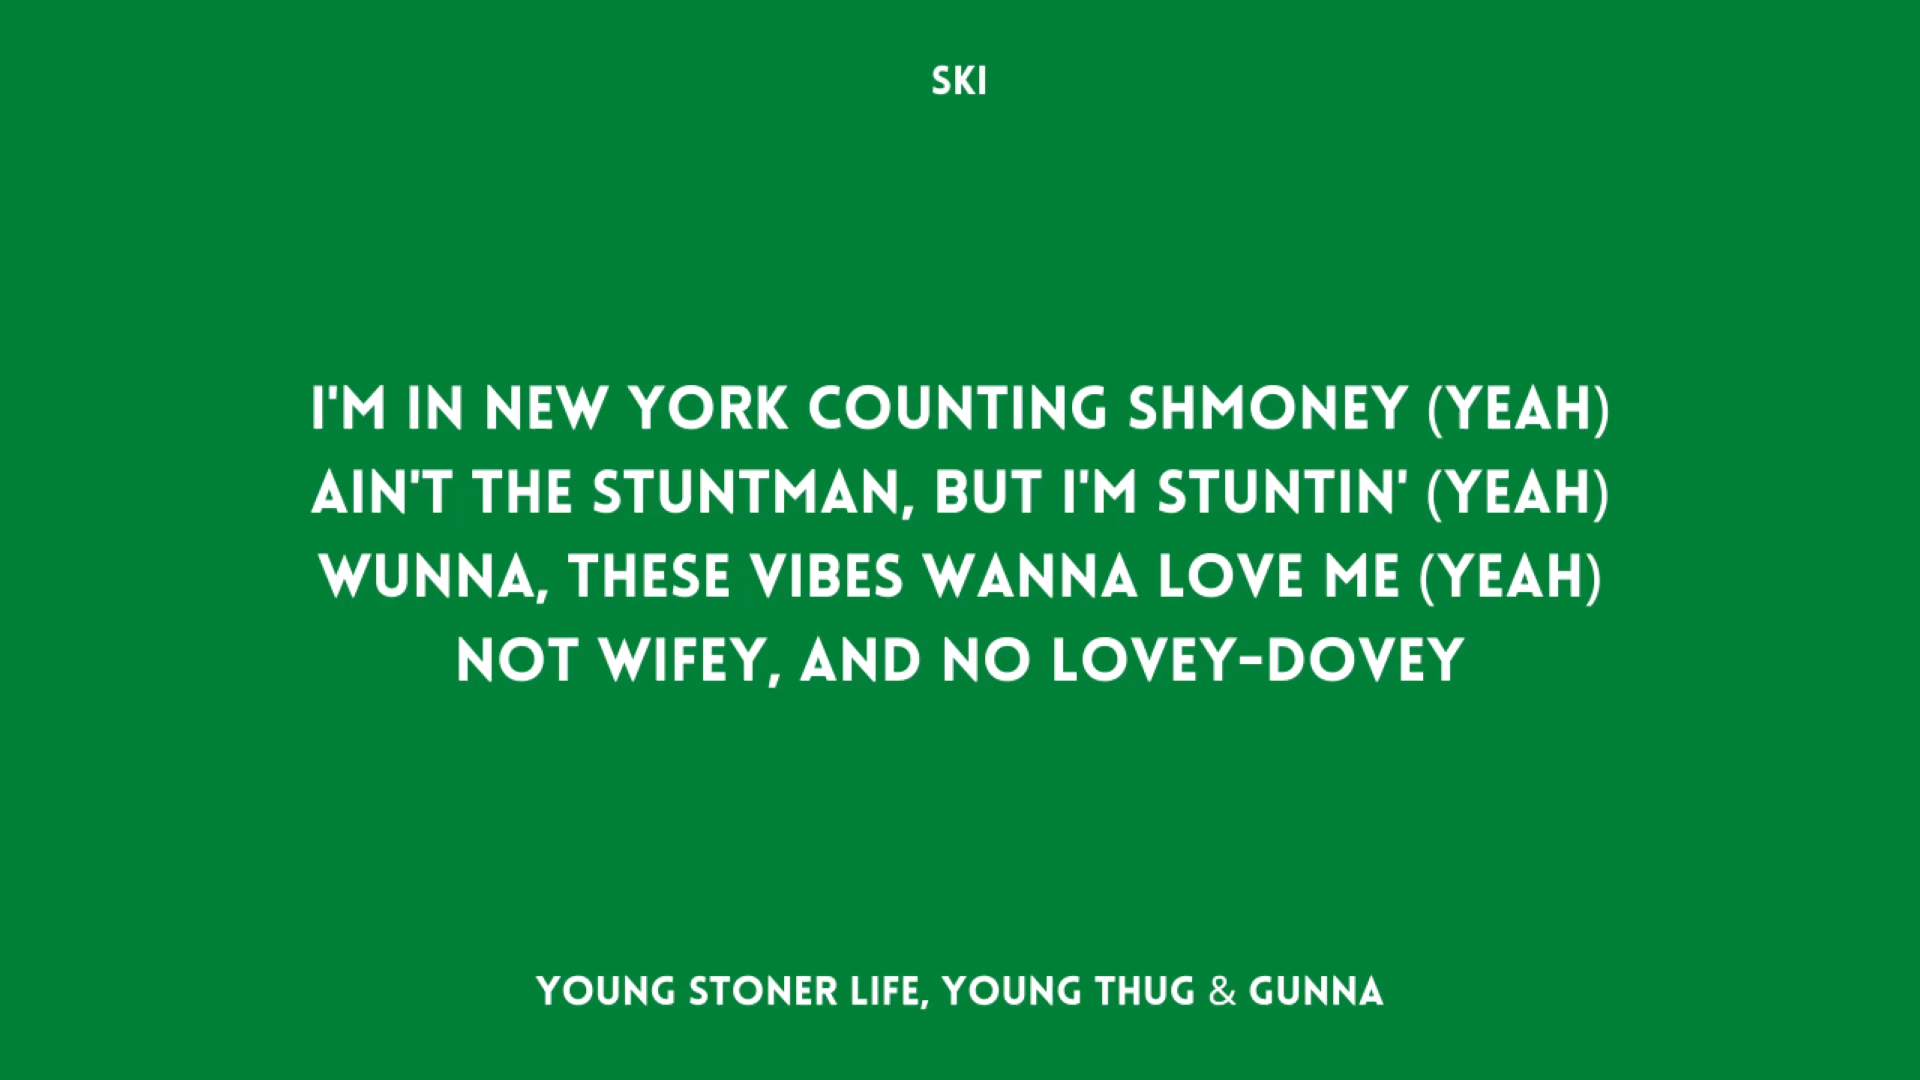 SKI
I'M IN NEW YORK COUNTING SHMONEY (YEAH)
AIN'T THE STUNTMAN, BUT I'M STUNTIN' (YEAH)
WUNNA, THESE VIBES WANNA LOVE ME (YEAH)
NOT WIFEY, AND NO LOVEY-DOVEY
YOUNG STONER LIFE, YOUNG THUG & GUNNA